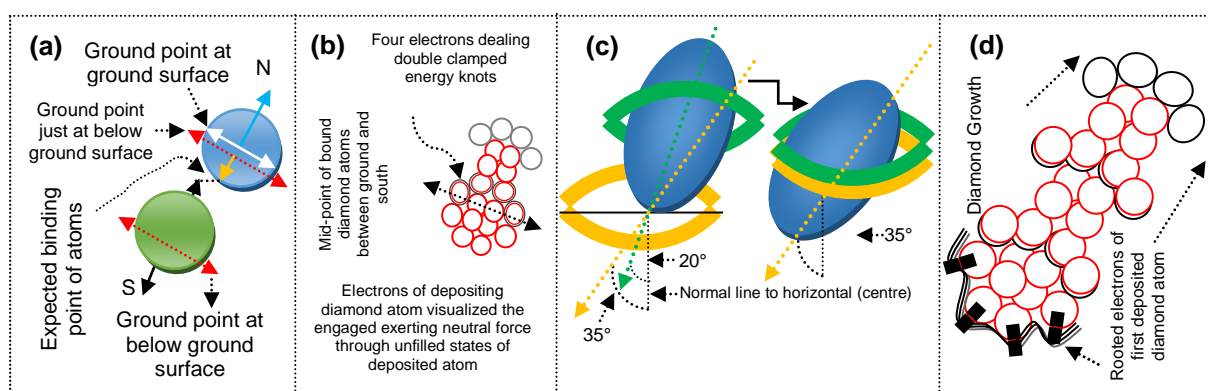 (a)
Ground point at
ground surface
N
Ground point
just at below
ground surface
Expected binding
point of atoms
S
Ground point at
below ground
surface
(b)
Four electrons dealing
double clamped
energy knots
Mid-point of bound
diamond atoms
between ground and
south
Electrons of depositing
diamond atom visualized the
engaged exerting neutral force
through unfilled states of
deposited atom
(c)
35°
20°
Normal line to horizontal (centre)
35°
(d)
Diamond Growth
Rooted electrons of
first deposited
diamond atom